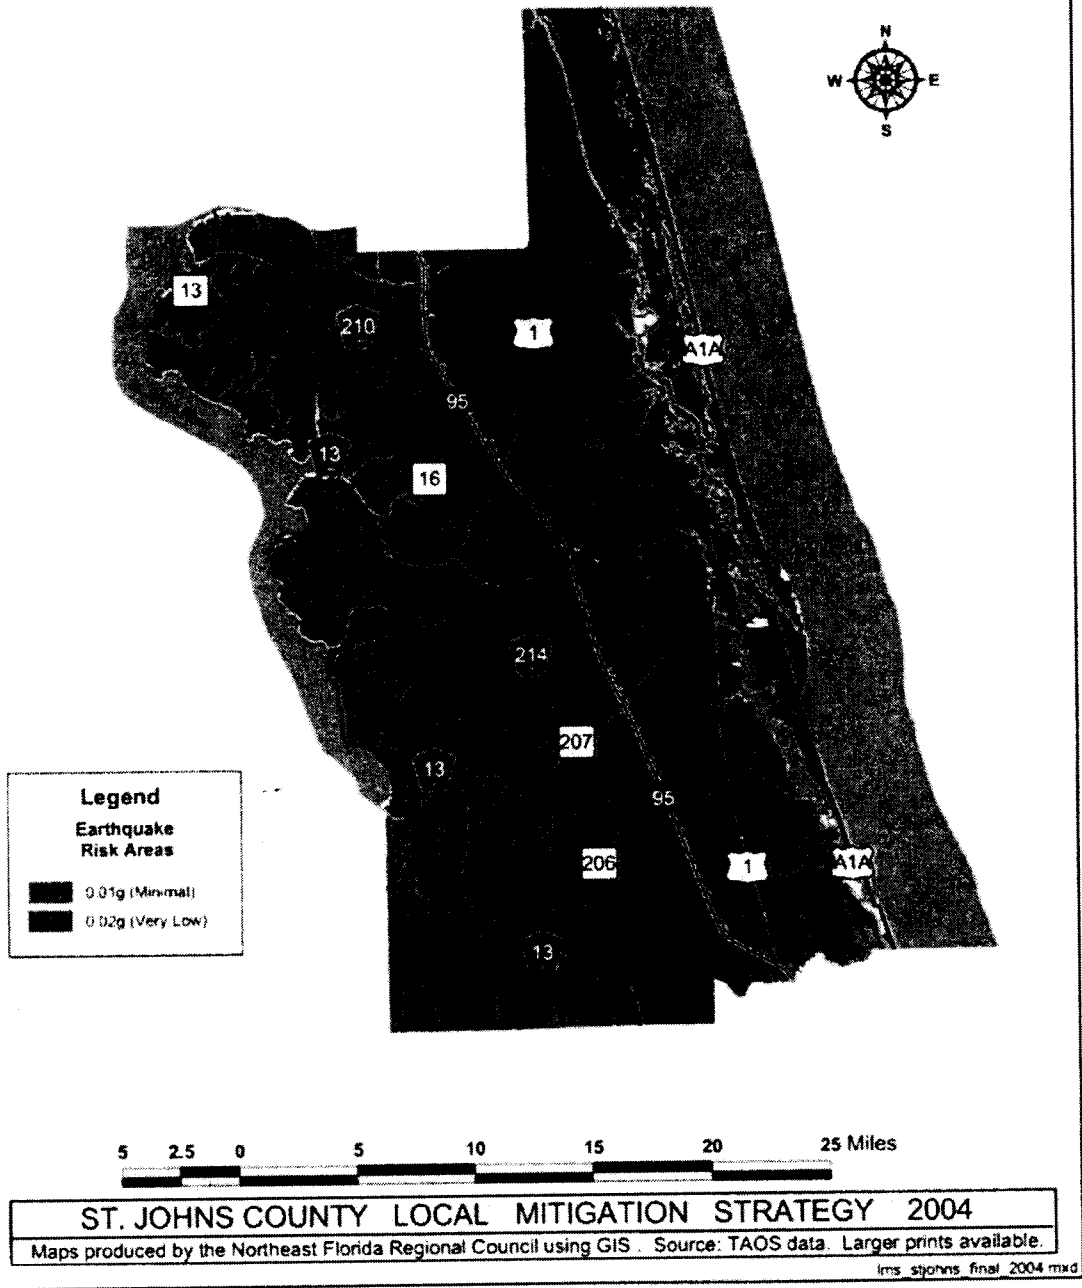 N
W E
S
13
210
1
A1A
95
13
16
214
207
13
95
206
1
A1A
13
Legend
Earthquake
Risk Areas
0.01g (Minimal)
0.02g (Very Low)
5 2.5 0 5 10 15 20 25 Miles
ST. JOHNS COUNTY LOCAL MITIGATION STRATEGY 2004
Maps produced by the Northeast Florida Regional Council using GIS . Source: TAOS data. Larger prints available.
lms_stjohns_final_2004.mxd